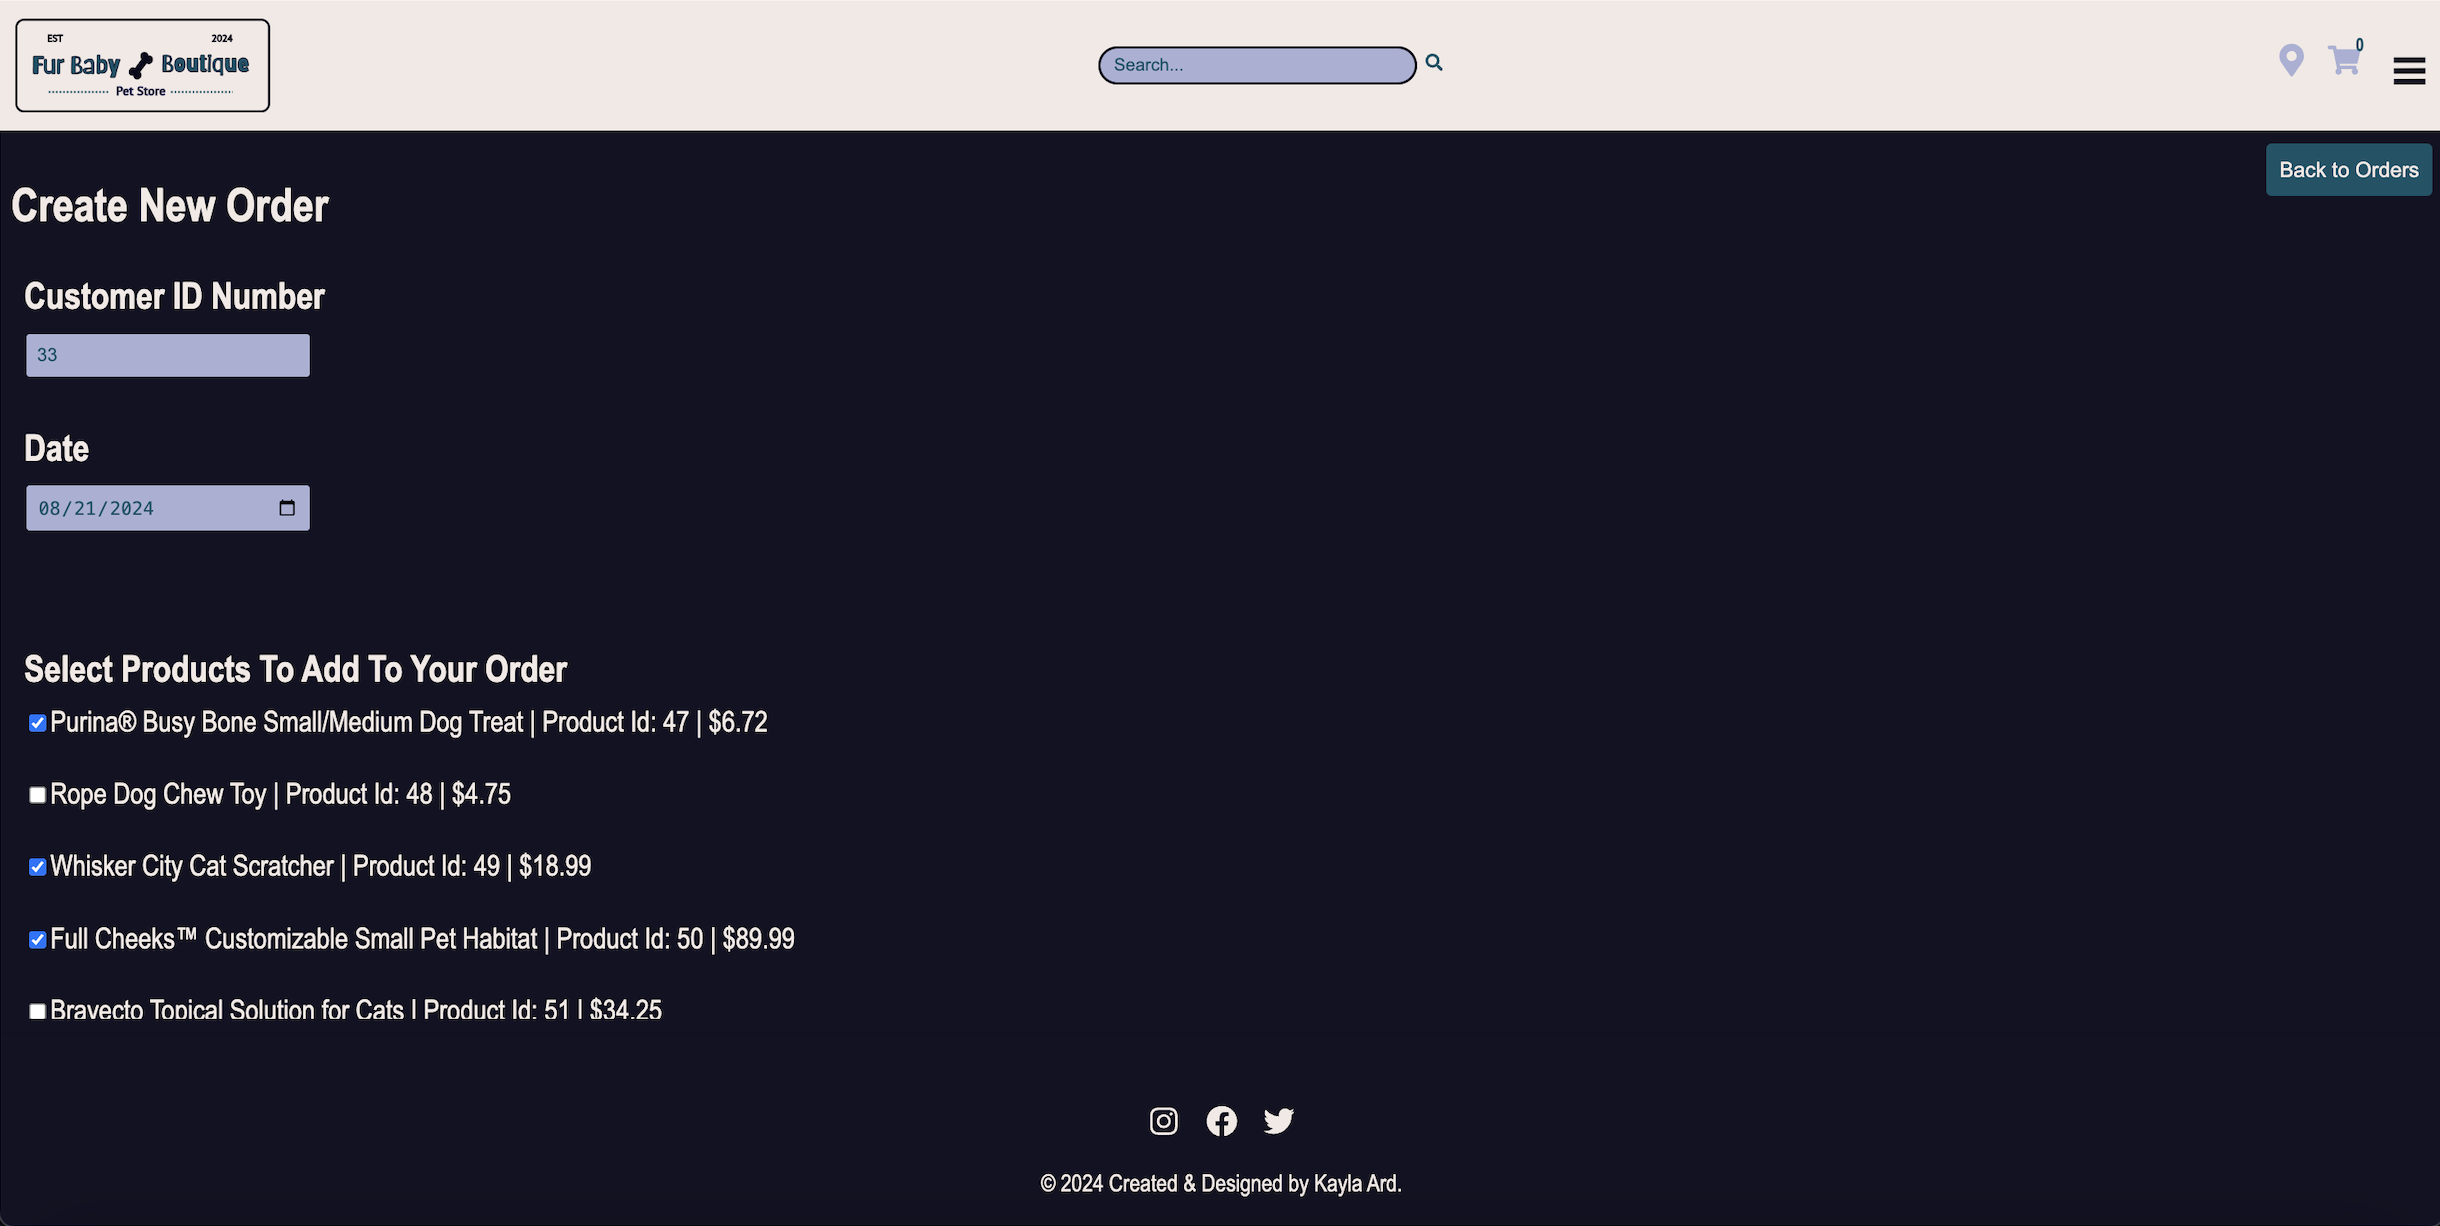 EST 2024
Fur Baby Boutique
Pet Store
Search...
0
Back to Orders
Create New Order
Customer ID Number
33
Date
08/21/2024
Select Products To Add To Your Order
Purina® Busy Bone Small/Medium Dog Treat | Product Id: 47 | $6.72
Rope Dog Chew Toy | Product Id: 48 | $4.75
Whisker City Cat Scratcher | Product Id: 49 | $18.99
Full Cheeks™ Customizable Small Pet Habitat | Product Id: 50 | $89.99
Bravecto Topical Solution for Cats | Product Id: 51 | $34.25
© 2024 Created & Designed by Kayla Ard.